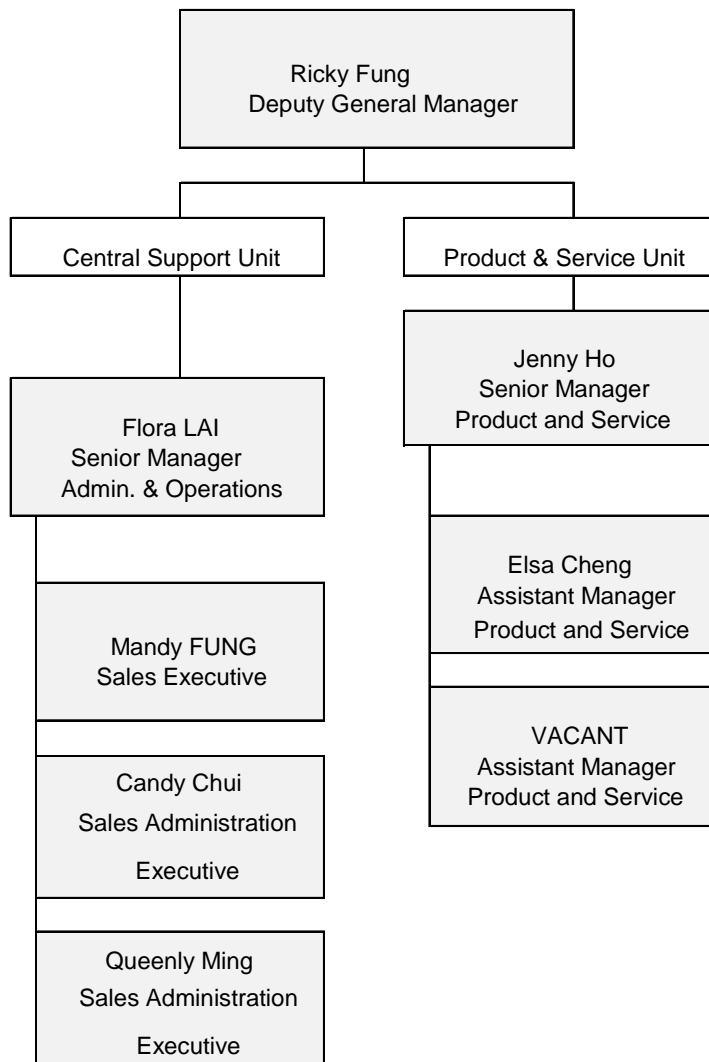 Ricky Fung
Deputy General Manager
Central Support Unit
Product & Service Unit
Flora LAI
Senior Manager
Admin. & Operations
Mandy FUNG
Sales Executive
Candy Chui
Sales Administration
Executive
Queenly Ming
Sales Administration
Executive
Jenny Ho
Senior Manager
Product and Service
Elsa Cheng
Assistant Manager
Product and Service
VACANT
Assistant Manager
Product and Service